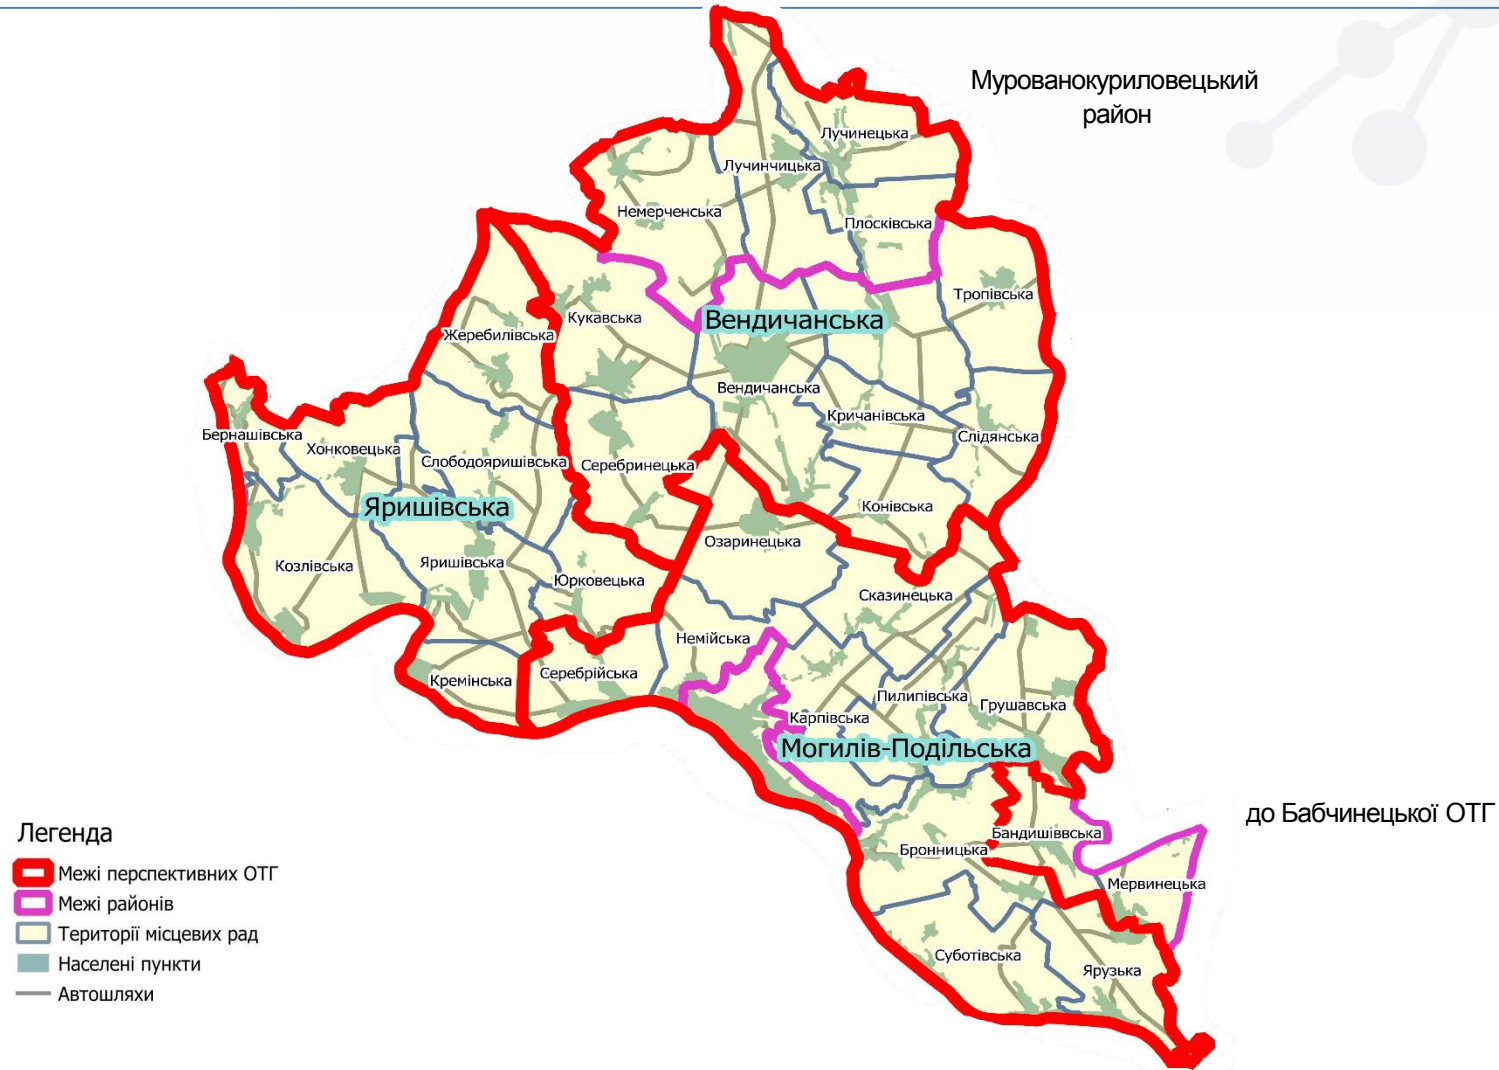 Мурованокуриловецький
район
Лучинецька
Лучинчицька
Немерченська
Плосківська
Тропівська
Кукавська
Вендичанська
Жеребилівська
Вендичанська
Кричанівська
Бернашівська
Хонковецька
Слободояришівська
Серебринецька
Слідянська
Яришівська
Конівська
Озаринецька
Козлівська
Яришівська
Юрковецька
Сказинецька
Немійська
Кремінська
Серебрійська
Пилипівська
Карпівська
Грушавська
Могилів-Подільська
до Бабчинецької ОТГ
Бандишіввська
Бронницька
Мервинецька
Суботівська
Ярузька
Легенда
Межі перспективних ОТГ
Межі районів
Території місцевих рад
Населені пункти
Автошляхи